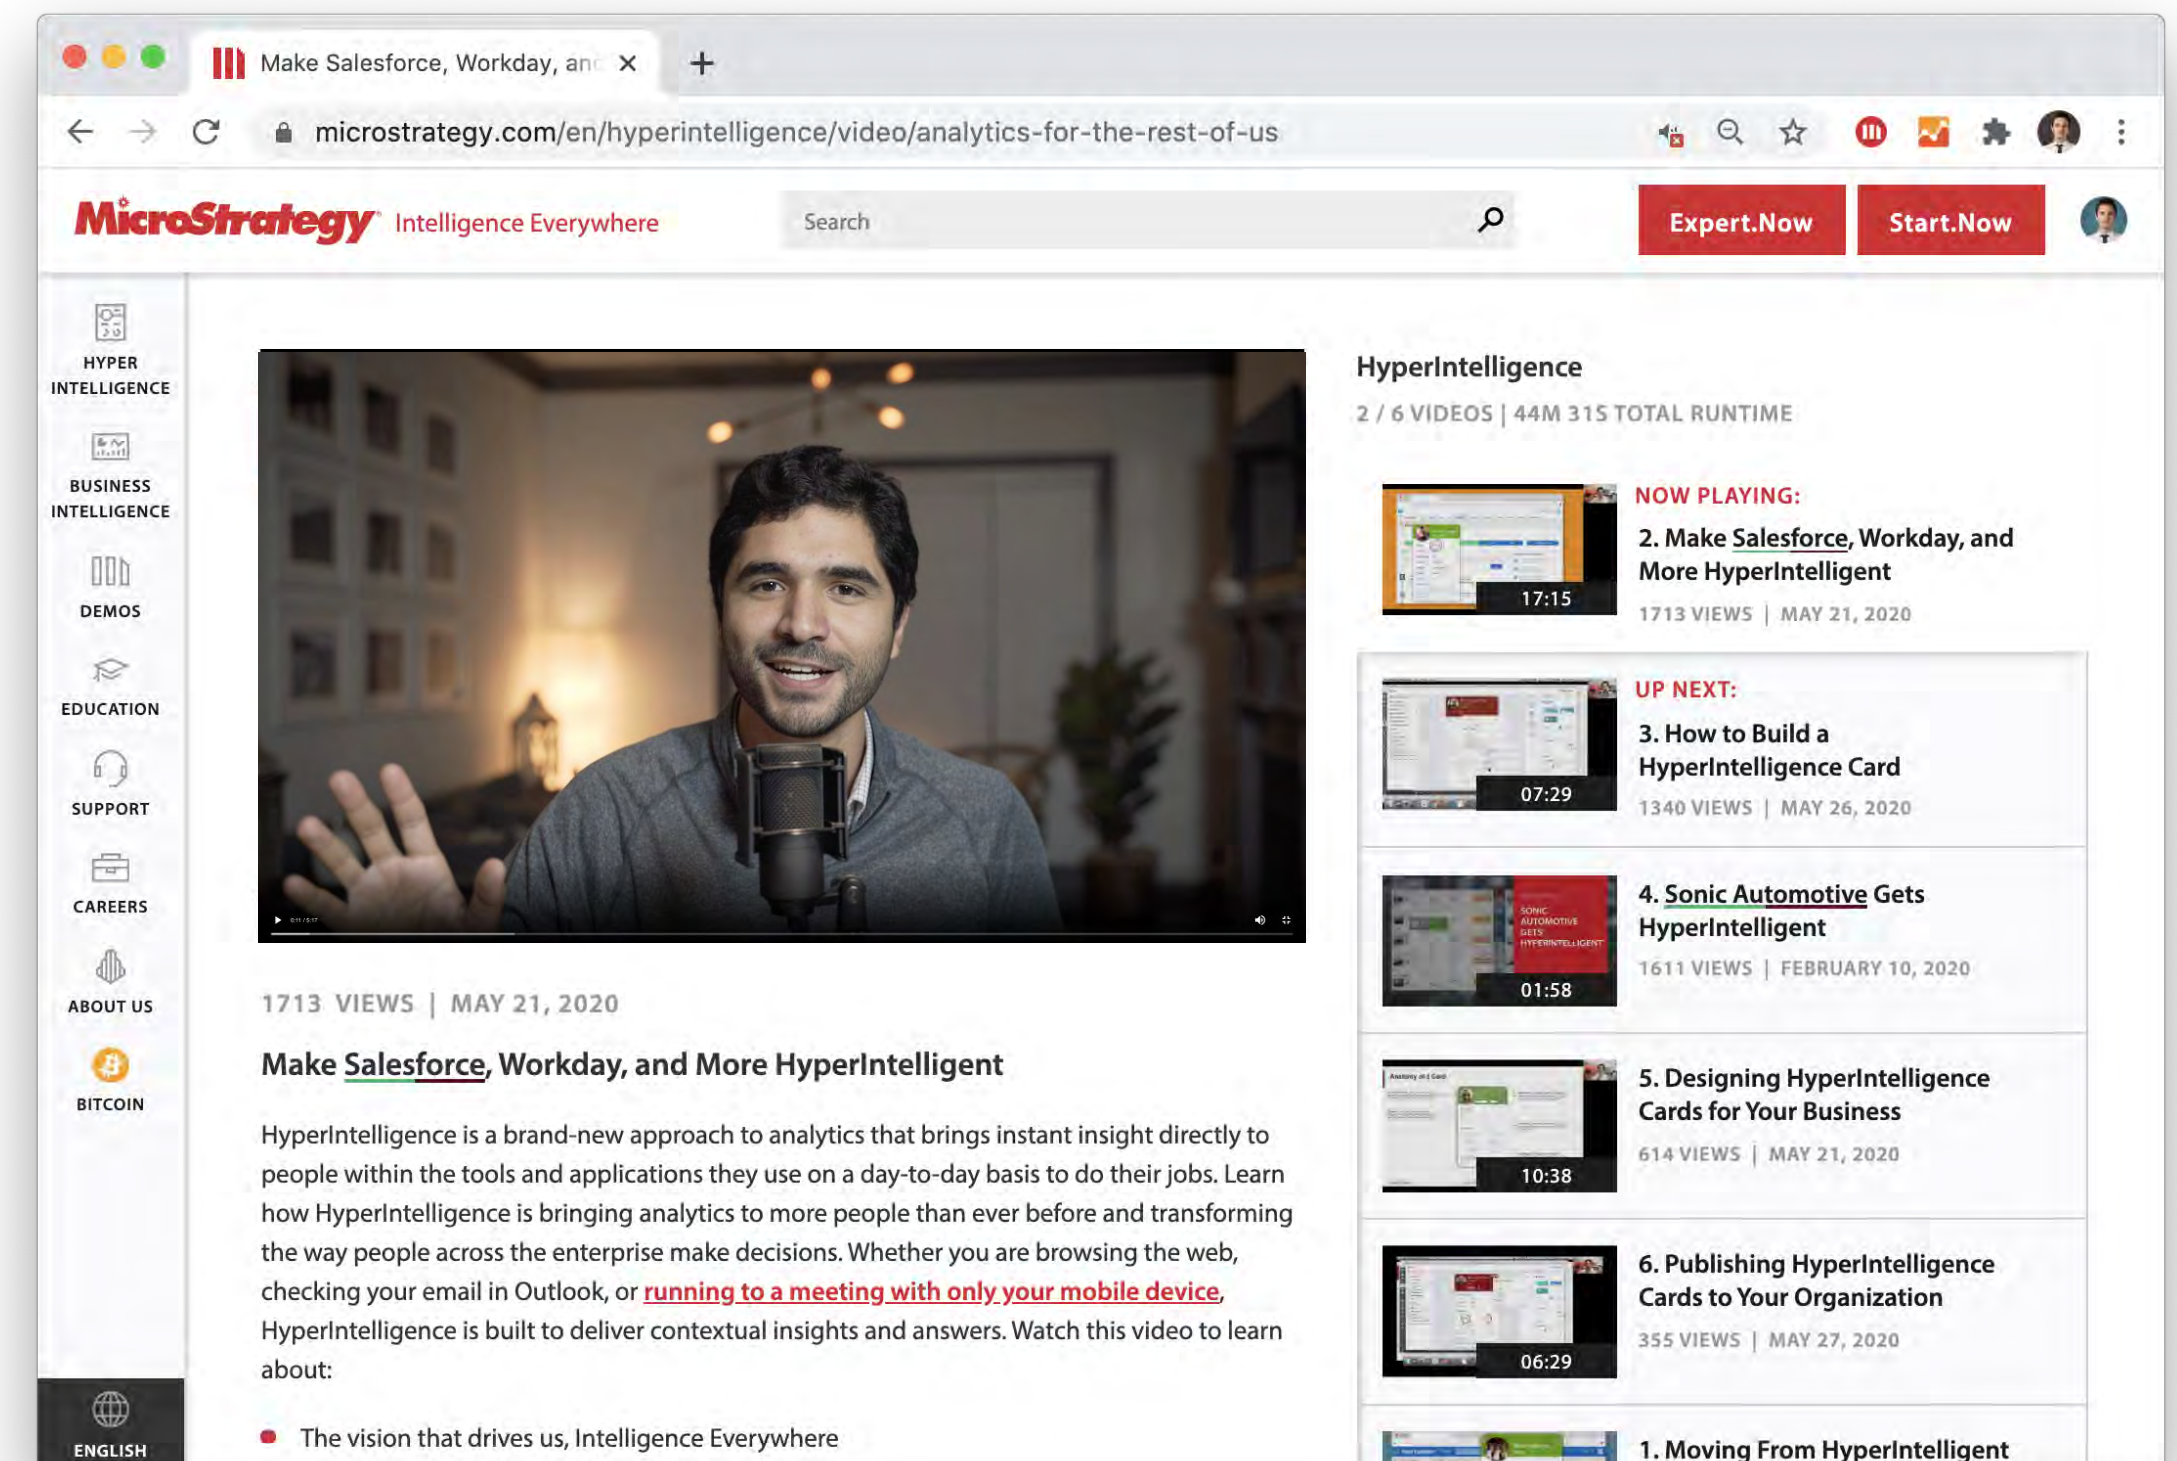 Make Salesforce, Workday, an
microstrategy.com/en/hyperintelligence/video/analytics-for-the-rest-of-us
MicroStrategy Intelligence Everywhere
Search
Expert.Now
Start.Now
HYPER
INTELLIGENCE
BUSINESS
INTELLIGENCE
DEMOS
EDUCATION
SUPPORT
CAREERS
ABOUT US
BITCOIN
ENGLISH
1713 VIEWS | MAY 21, 2020
Make Salesforce, Workday, and More HyperIntelligent
HyperIntelligence is a brand-new approach to analytics that brings instant insight directly to
people within the tools and applications they use on a day-to-day basis to do their jobs. Learn
how HyperIntelligence is bringing analytics to more people than ever before and transforming
the way people across the enterprise make decisions. Whether you are browsing the web,
checking your email in Outlook, or running to a meeting with only your mobile device,
HyperIntelligence is built to deliver contextual insights and answers. Watch this video to learn
about:
The vision that drives us, Intelligence Everywhere
HyperIntelligence
2 / 6 VIDEOS | 44M 31S TOTAL RUNTIME
17:15
NOW PLAYING:
2. Make Salesforce, Workday, and
More HyperIntelligent
1713 VIEWS | MAY 21, 2020
07:29
UP NEXT:
3. How to Build a
HyperIntelligence Card
1340 VIEWS | MAY 26, 2020
SONIC
AUTOMOTIVE
GETS
HYPERINTELLIGENT
01:58
4. Sonic Automotive Gets
HyperIntelligent
1611 VIEWS | FEBRUARY 10, 2020
Anatomy of a Card
10:38
5. Designing HyperIntelligence
Cards for Your Business
614 VIEWS | MAY 21, 2020
06:29
6. Publishing HyperIntelligence
Cards to Your Organization
355 VIEWS | MAY 27, 2020
1. Moving From HyperIntelligent